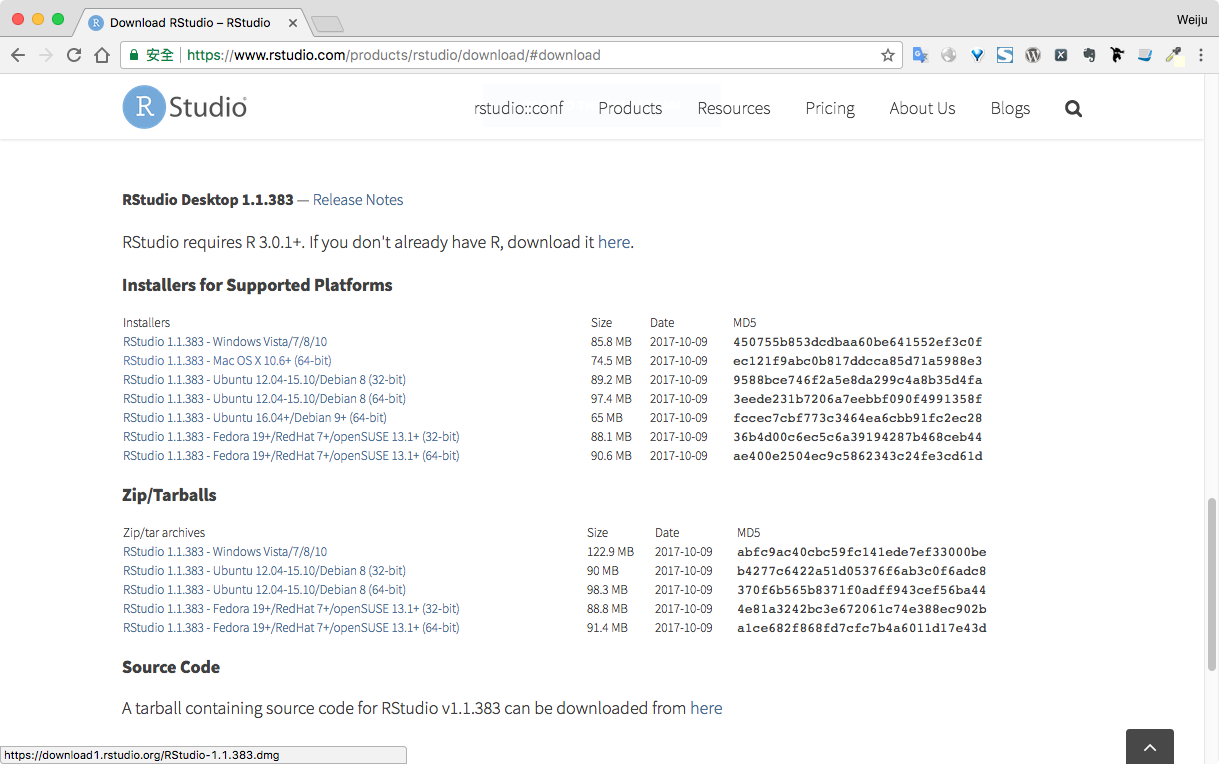 Download RStudio – RStudio
Weiju
安全 https://www.rstudio.com/products/rstudio/download/#download
R Studio®
rstudio::conf Products Resources Pricing About Us Blogs
RStudio Desktop 1.1.383 — Release Notes
RStudio requires R 3.0.1+. If you don't already have R, download it here.
Installers for Supported Platforms
Installers Size Date MD5
RStudio 1.1.383 - Windows Vista/7/8/10 85.8 MB 2017-10-09 450755b853dcdbaa60be641552ef3c0f
RStudio 1.1.383 - Mac OS X 10.6+ (64-bit) 74.5 MB 2017-10-09 ec121f9abc0b817ddcca85d71a5988e3
RStudio 1.1.383 - Ubuntu 12.04-15.10/Debian 8 (32-bit) 89.2 MB 2017-10-09 9588bce746f2a5e8da299c4a8b35d4fa
RStudio 1.1.383 - Ubuntu 12.04-15.10/Debian 8 (64-bit) 97.4 MB 2017-10-09 3eede231b7206a7eebbf090f4991358f
RStudio 1.1.383 - Ubuntu 16.04+/Debian 9+ (64-bit) 65 MB 2017-10-09 fccec7cbf773c3464ea6cbb91fc2ec28
RStudio 1.1.383 - Fedora 19+/RedHat 7+/openSUSE 13.1+ (32-bit) 88.1 MB 2017-10-09 36b4d00c6ec5c6a39194287b468ceb44
RStudio 1.1.383 - Fedora 19+/RedHat 7+/openSUSE 13.1+ (64-bit) 90.6 MB 2017-10-09 ae400e2504ec9c5862343c24fe3cd61d
Zip/Tarballs
Zip/tar archives Size Date MD5
RStudio 1.1.383 - Windows Vista/7/8/10 122.9 MB 2017-10-09 abfc9ac40cbc59fc141ede7ef33000be
RStudio 1.1.383 - Ubuntu 12.04-15.10/Debian 8 (32-bit) 90 MB 2017-10-09 b4277c6422a51d05376f6ab3c0f6adc8
RStudio 1.1.383 - Ubuntu 12.04-15.10/Debian 8 (64-bit) 98.3 MB 2017-10-09 370f6b565b8371f0adff943cef56ba44
RStudio 1.1.383 - Fedora 19+/RedHat 7+/openSUSE 13.1+ (32-bit) 88.8 MB 2017-10-09 4e81a3242bc3e672061c74e388ec902b
RStudio 1.1.383 - Fedora 19+/RedHat 7+/openSUSE 13.1+ (64-bit) 91.4 MB 2017-10-09 a1ce682f868fd7cfc7b4a6011d17e43d
Source Code
A tarball containing source code for RStudio v1.1.383 can be downloaded from here
https://download1.rstudio.org/RStudio-1.1.383.dmg